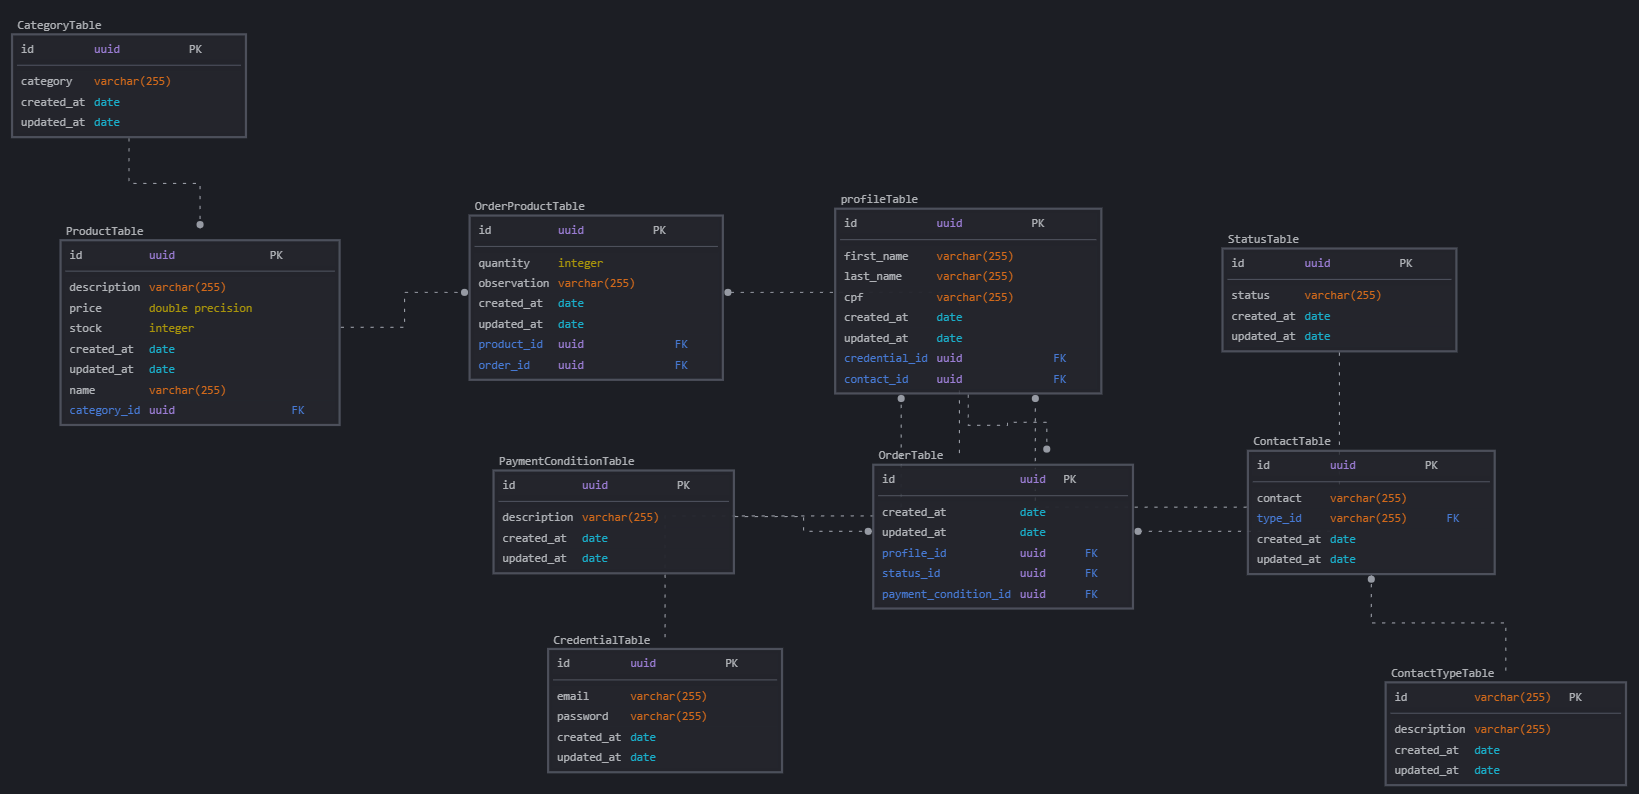 CategoryTable
id uuid PK
category varchar(255)
created_at date
updated_at date
ProductTable
id uuid PK
description varchar(255)
price double precision
stock integer
created_at date
updated_at date
name varchar(255)
category_id uuid FK
OrderProductTable
id uuid PK
quantity integer
observation varchar(255)
created_at date
updated_at date
product_id uuid FK
order_id uuid FK
profileTable
id uuid PK
first_name varchar(255)
last_name varchar(255)
cpf varchar(255)
created_at date
updated_at date
credential_id uuid FK
contact_id uuid FK
StatusTable
id uuid PK
status varchar(255)
created_at date
updated_at date
PaymentConditionTable
id uuid PK
description varchar(255)
created_at date
updated_at date
OrderTable
id uuid PK
created_at date
updated_at date
profile_id uuid FK
status_id uuid FK
payment_condition_id uuid FK
ContactTable
id uuid PK
contact varchar(255)
type_id varchar(255) FK
created_at date
updated_at date
CredentialTable
id uuid PK
email varchar(255)
password varchar(255)
created_at date
updated_at date
ContactTypeTable
id varchar(255) PK
description varchar(255)
created_at date
updated_at date